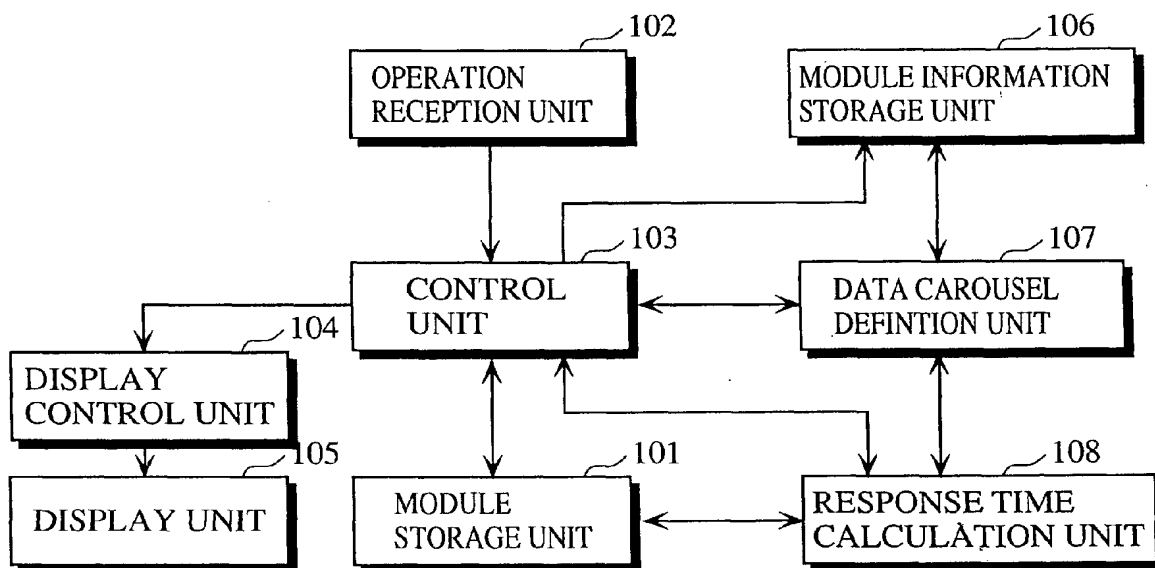 102
OPERATION
RECEPTION UNIT
106
MODULE INFORMATION
STORAGE UNIT
103
CONTROL
UNIT
107
DATA CAROUSEL
DEFINTION UNIT
104
DISPLAY
CONTROL UNIT
105
DISPLAY UNIT
101
MODULE
STORAGE UNIT
108
RESPONSE TIME
CALCULATION UNIT